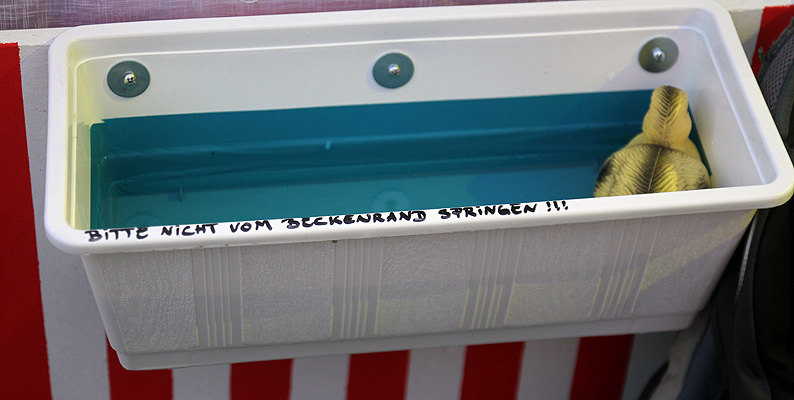 BITTE NICHT VOM BECKENRAND SPRINGEN !!!